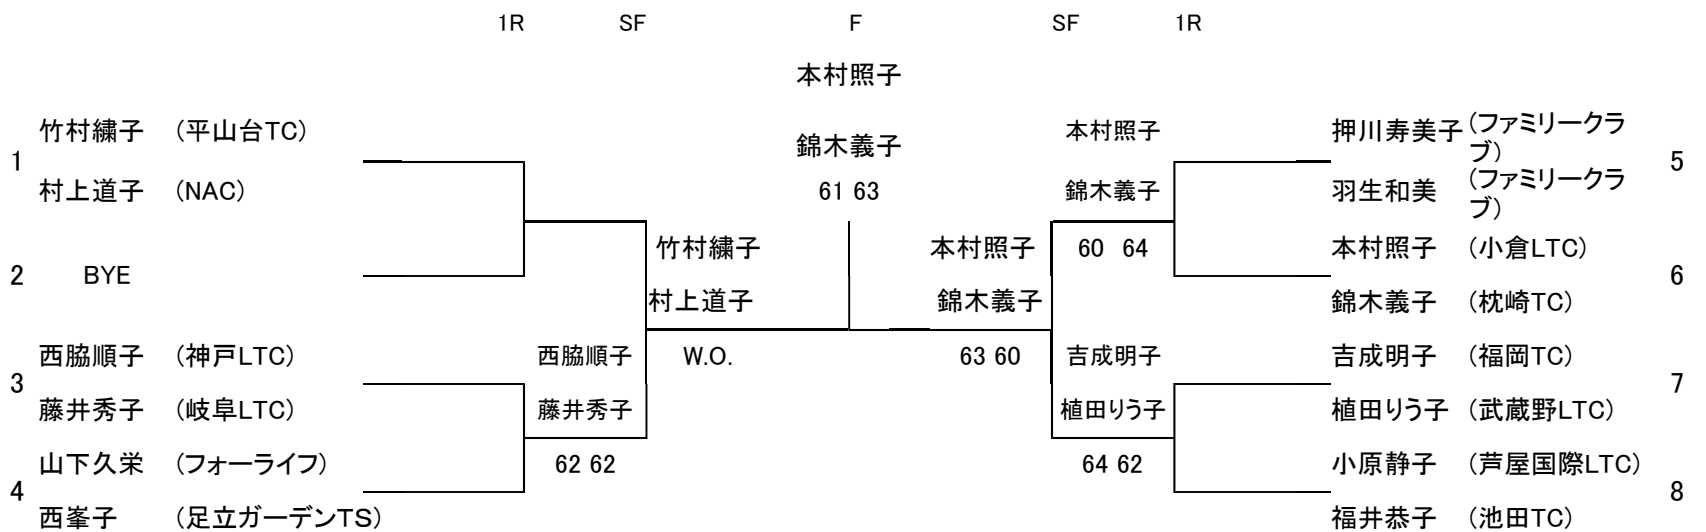 1R SF F SF 1R
本村照子
竹村繍子 (平山台TC) 錦木義子 本村照子 押川寿美子 (ファミリークラブ)
1 5
村上道子 (NAC) 61 63 錦木義子 羽生和美 (ファミリークラブ)
竹村繍子 本村照子 60 64 本村照子 (小倉LTC)
2 BYE 6
村上道子 錦木義子 錦木義子 (枕崎TC)
西脇順子 (神戸LTC) 西脇順子 W.O. 63 60 吉成明子 吉成明子 (福岡TC)
3 7
藤井秀子 (岐阜LTC) 藤井秀子 植田りう子 植田りう子 (武蔵野LTC)
山下久栄 (フォーライフ) 62 62 64 62 小原静子 (芦屋国際LTC)
4 8
西峯子 (足立ガーデンTS) 福井恭子 (池田TC)